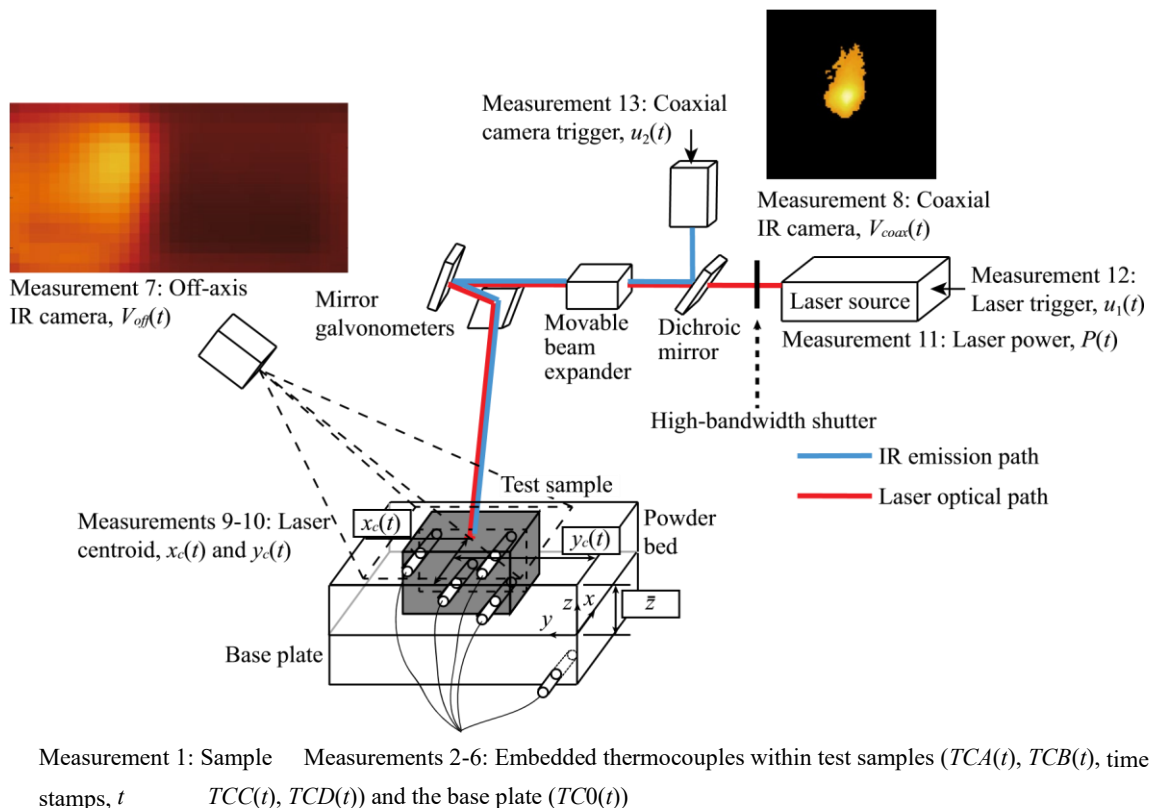 Measurement 13: Coaxial
camera trigger, u₂(t)
Measurement 8: Coaxial
IR camera, Vcoax(t)
Measurement 7: Off-axis
IR camera, Voff(t)
Mirror
galvonometers
Movable
beam
expander
Dichroic
mirror
Laser source
Measurement 12:
Laser trigger, u₁(t)
Measurement 11: Laser power, P(t)
High-bandwidth shutter
IR emission path
Laser optical path
Test sample
Measurements 9-10: Laser
centroid, xc(t) and yc(t)
xc(t)
yc(t)
Powder
bed
z
x
y
z̄
Base plate
Measurement 1: Sample Measurements 2-6: Embedded thermocouples within test samples (TCA(t), TCB(t), time
stamps, t TCC(t), TCD(t)) and the base plate (TC0(t))